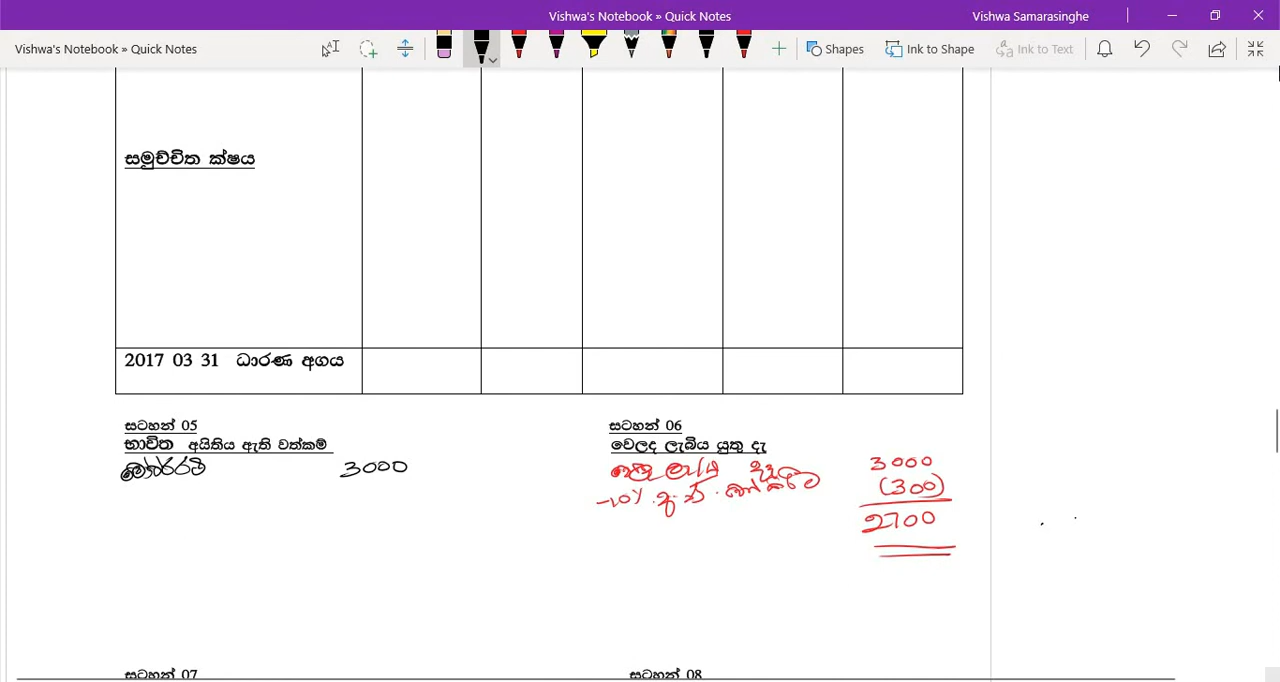 Vishwa's Notebook » Quick Notes
Vishwa Samarasinghe
Vishwa's Notebook » Quick Notes
Shapes
Ink to Shape
Ink to Text
සමුච්චිත ක්ෂය
2017 03 31 ධාරණ අගය
සටහන් 05
භාවිත අයිතිය ඇති වත්කම්
3000
සටහන් 06
වෙලද ලැබිය යුතු දෑ
3000
-10%
(300)
2700
සටහන් 07
සටහන් 08